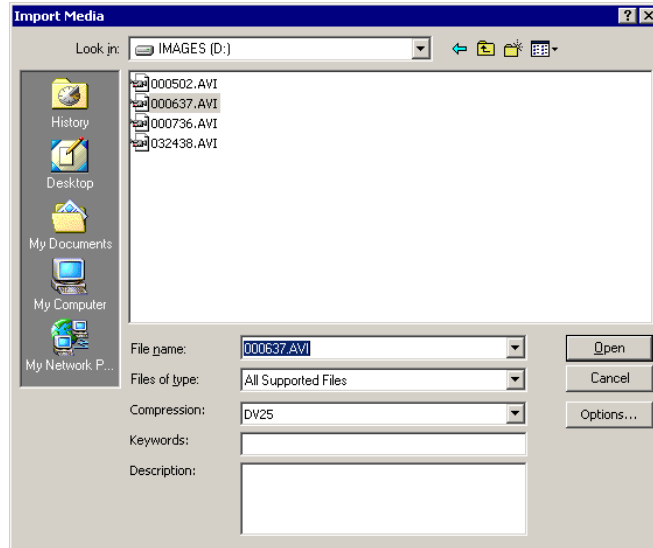 Import Media
Look in: IMAGES (D:)
History
Desktop
My Documents
My Computer
My Network P...
000502.AVI
000637.AVI
000736.AVI
032438.AVI
File name: 000637.AVI Open
Files of type: All Supported Files Cancel
Compression: DV25 Options...
Keywords:
Description: